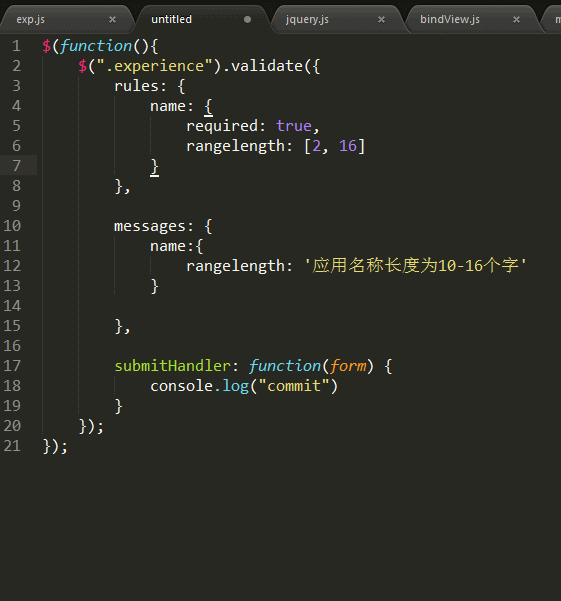 exp.js × untitled jquery.js × bindView.js ×
1 $(function(){
2 $(".experience").validate({
3 rules: {
4 name: {
5 required: true,
6 rangelength: [2, 16]
7 }
8 },
9
10 messages: {
11 name:{
12 rangelength: '应用名称长度为10-16个字'
13 }
14
15 },
16
17 submitHandler: function(form) {
18 console.log("commit")
19 }
20 });
21 });